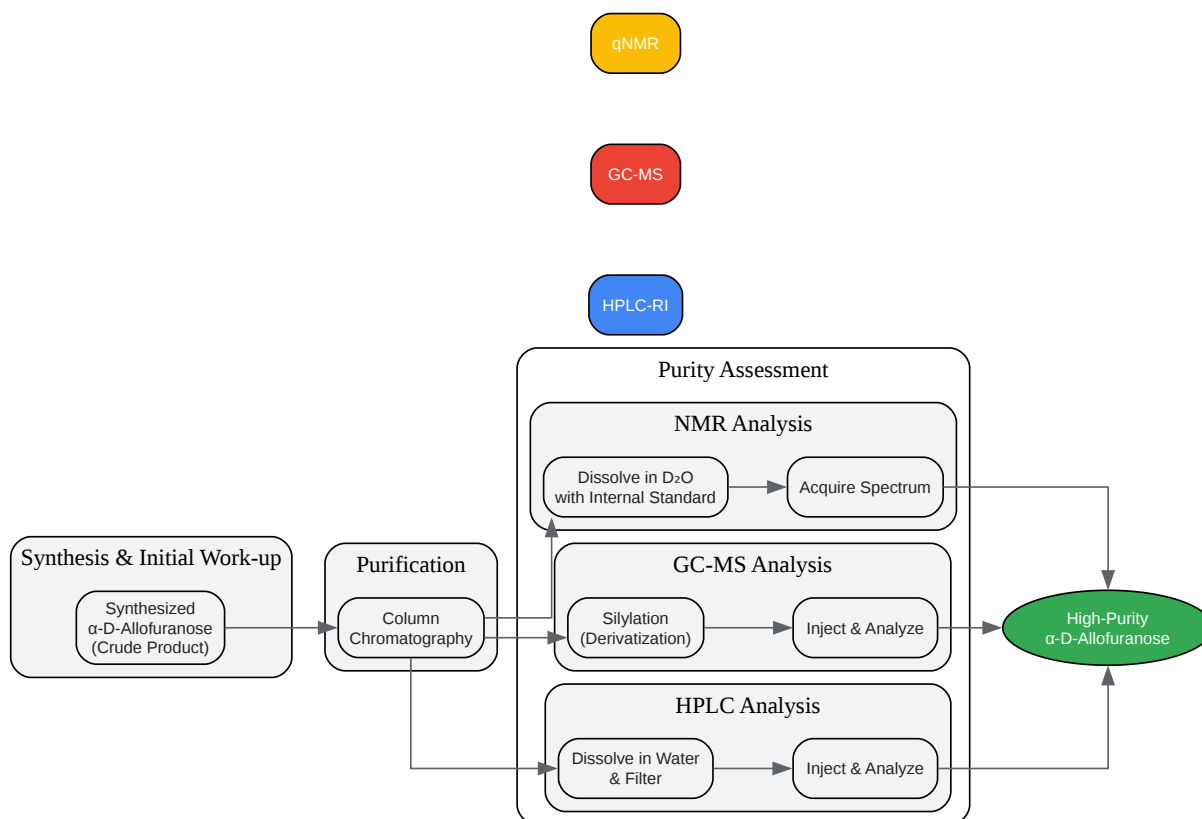 qNMR
GC-MS
HPLC-RI
Purity Assessment
NMR Analysis
Dissolve in D₂O
with Internal Standard
Acquire Spectrum
Synthesis & Initial Work-up
Synthesized
α-D-Allofuranose
(Crude Product)
Purification
Column
Chromatography
GC-MS Analysis
Silylation
(Derivatization)
Inject & Analyze
High-Purity
α-D-Allofuranose
HPLC Analysis
Dissolve in Water
& Filter
Inject & Analyze